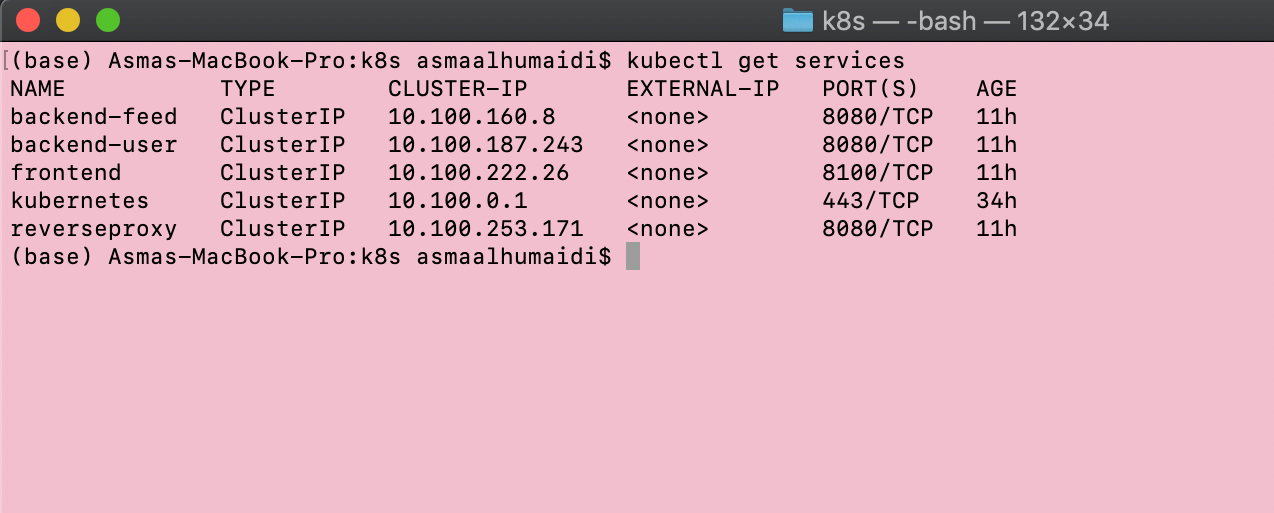 k8s — -bash — 132×34
(base) Asmas-MacBook-Pro:k8s asmaalhumaidi$ kubectl get services
NAME TYPE CLUSTER-IP EXTERNAL-IP PORT(S) AGE
backend-feed ClusterIP 10.100.160.8 <none> 8080/TCP 11h
backend-user ClusterIP 10.100.187.243 <none> 8080/TCP 11h
frontend ClusterIP 10.100.222.26 <none> 8100/TCP 11h
kubernetes ClusterIP 10.100.0.1 <none> 443/TCP 34h
reverseproxy ClusterIP 10.100.253.171 <none> 8080/TCP 11h
(base) Asmas-MacBook-Pro:k8s asmaalhumaidi$